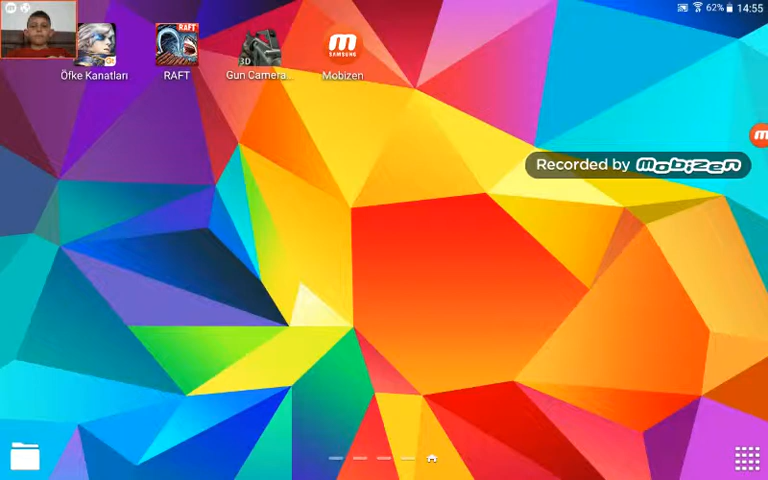 62% 14:55
RAFT
3D
M
SAMSUNG
Öfke Kanatları
RAFT
Gun Camera...
Mobizen
Recorded by mobizen